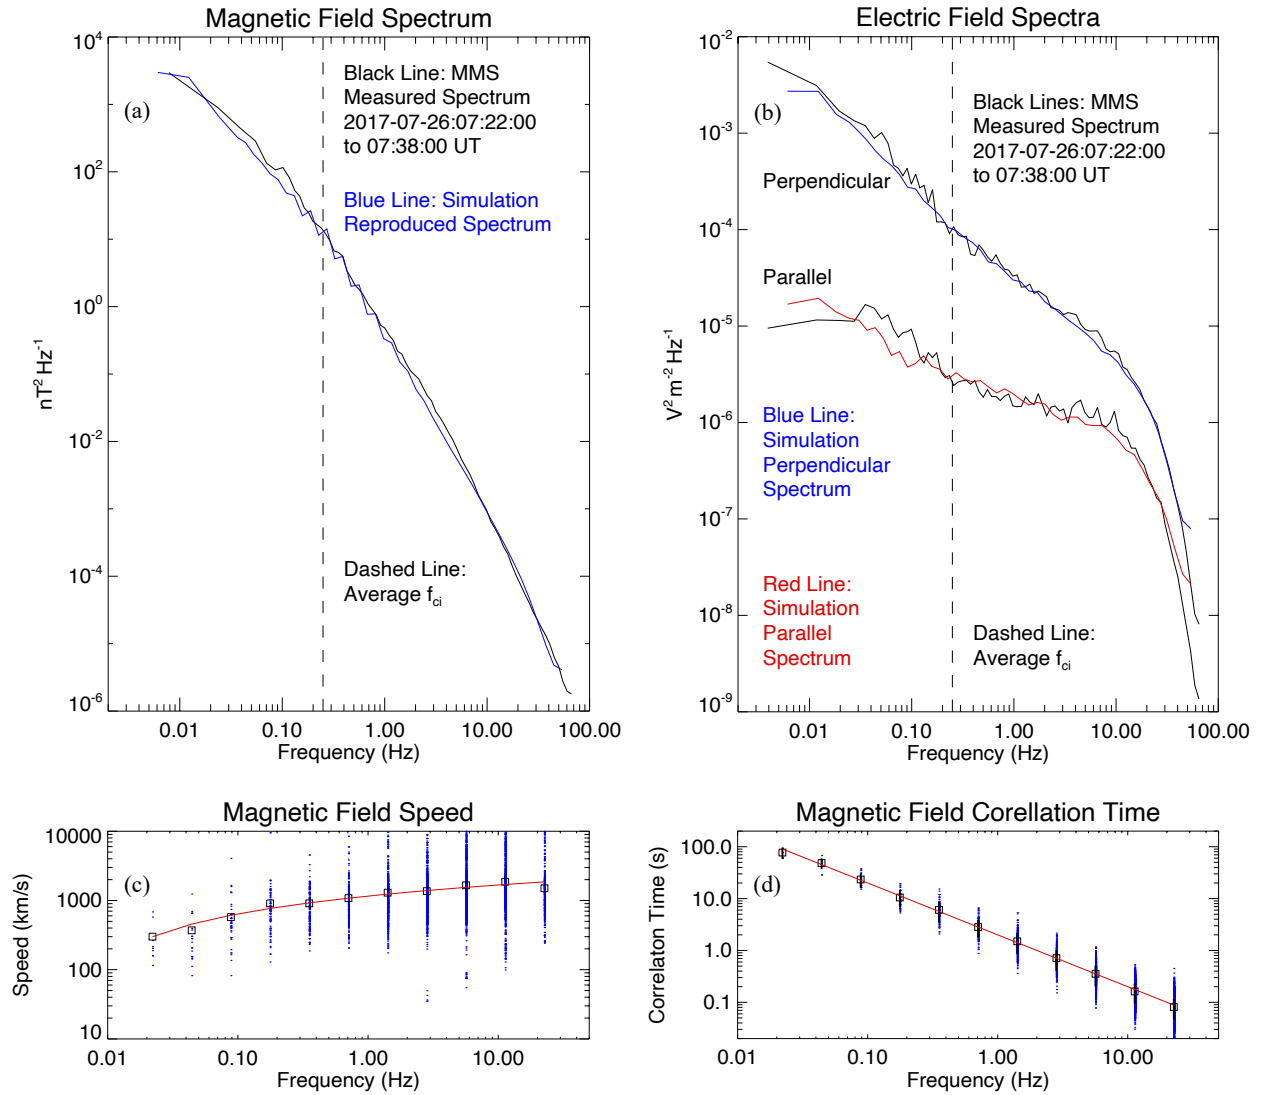 Magnetic Field Spectrum
10^4
10^2
10^0
10^-2
10^-4
10^-6
nT^2 Hz^-1
(a)
Black Line: MMS
Measured Spectrum
2017-07-26:07:22:00
to 07:38:00 UT
Blue Line: Simulation
Reproduced Spectrum
Dashed Line:
Average f_ci
0.01 0.10 1.00 10.00 100.00
Frequency (Hz)
Electric Field Spectra
10^-2
10^-3
10^-4
10^-5
10^-6
10^-7
10^-8
10^-9
V^2 m^-2 Hz^-1
(b)
Black Lines: MMS
Measured Spectrum
2017-07-26:07:22:00
to 07:38:00 UT
Perpendicular
Parallel
Blue Line:
Simulation
Perpendicular
Spectrum
Red Line:
Simulation
Parallel
Spectrum
Dashed Line:
Average f_ci
0.01 0.10 1.00 10.00 100.00
Frequency (Hz)
Magnetic Field Speed
10000
1000
100
10
Speed (km/s)
(c)
0.01 0.10 1.00 10.00
Frequency (Hz)
Magnetic Field Corellation Time
100.0
10.0
1.0
0.1
Correlaton Time (s)
(d)
0.01 0.10 1.00 10.00
Frequency (Hz)